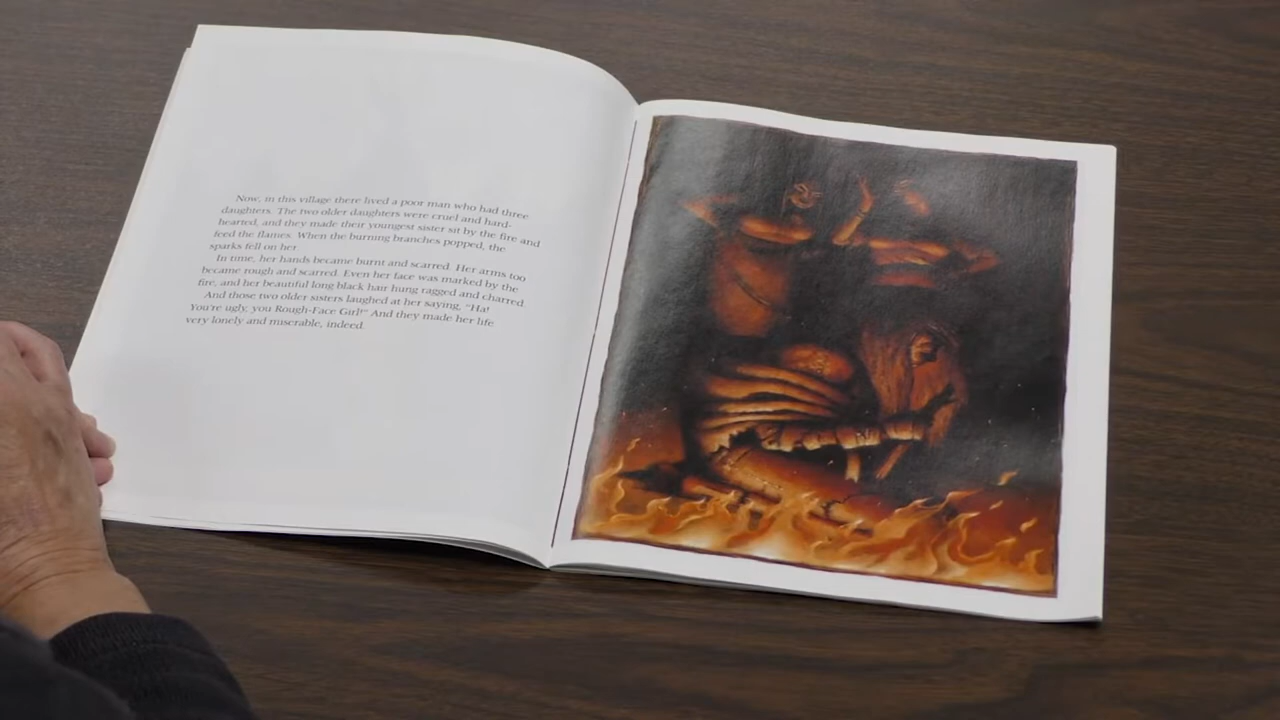 Now, in this village there lived a poor man who had three
daughters. The two older daughters were cruel and hard-
hearted, and they made their youngest sister sit by the fire and
feed the flames. When the burning branches popped, the
sparks fell on her.
In time, her hands became burnt and scarred. Her arms too
became rough and scarred. Even her face was marked by the
fire, and her beautiful long black hair hung ragged and charred.
And those two older sisters laughed at her saying, "Ha!
You're ugly, you Rough-Face Girl!" And they made her life
very lonely and miserable, indeed.